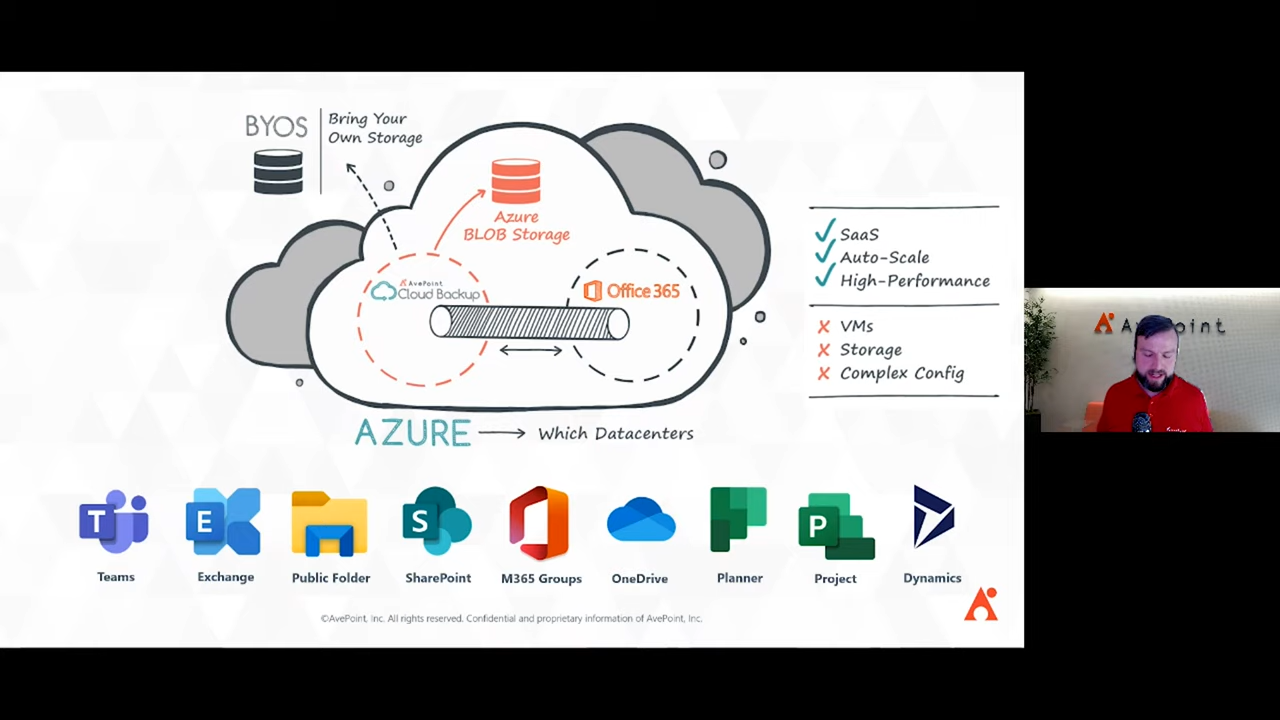 BYOS
Bring Your
Own Storage
Azure
BLOB Storage
AvePoint
Cloud Backup
Office 365
SaaS
Auto-Scale
High-Performance
VMs
Storage
Complex Config
AZURE
Which Datacenters
T
E
S
P
Teams
Exchange
Public Folder
SharePoint
M365 Groups
OneDrive
Planner
Project
Dynamics
©AvePoint, Inc. All rights reserved. Confidential and proprietary information of AvePoint, Inc.